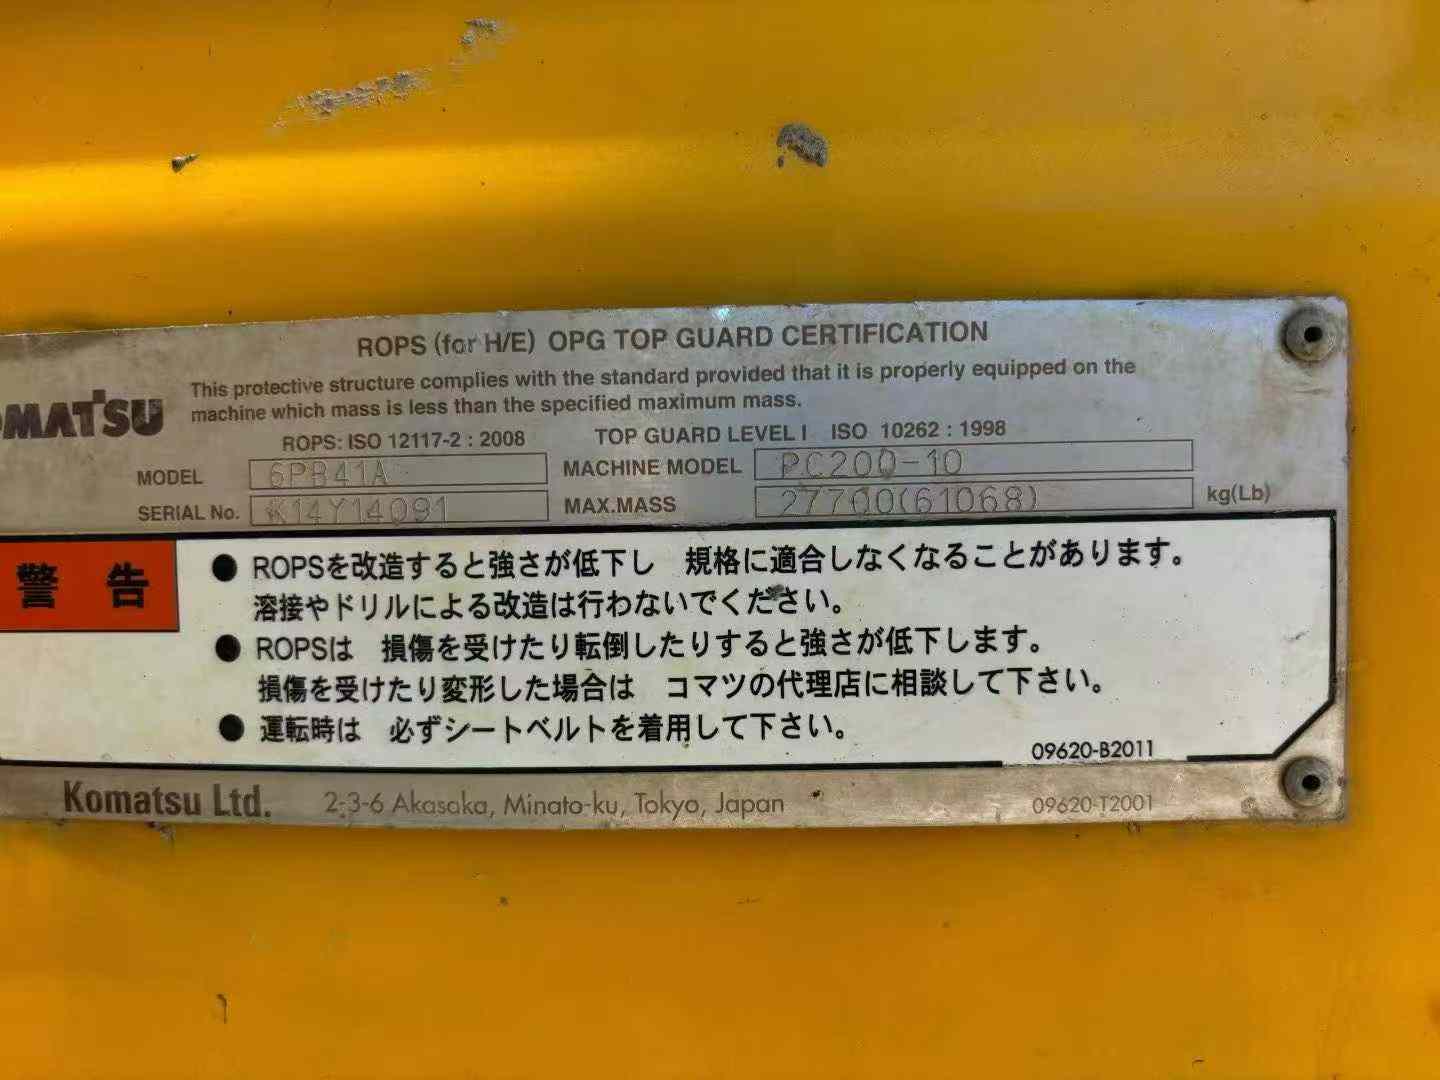 ROPS (for H/E) OPG TOP GUARD CERTIFICATION
This protective structure complies with the standard provided that it is properly equipped on the
machine which mass is less than the specified maximum mass.
OMATSU
ROPS: ISO 12117-2 : 2008 TOP GUARD LEVEL I ISO 10262 : 1998
MODEL 6PB41A MACHINE MODEL PC200-10
SERIAL No. K14Y14091 MAX.MASS 27700(61068) kg(Lb)
警告
● ROPSを改造すると強さが低下し 規格に適合しなくなることがあります。
溶接やドリルによる改造は行わないでください。
● ROPSは 損傷を受けたり転倒したりすると強さが低下します。
損傷を受けたり変形した場合は コマツの代理店に相談して下さい。
● 運転時は 必ずシートベルトを着用して下さい。
09620-B2011
Komatsu Ltd. 2-3-6 Akasaka, Minato-ku, Tokyo, Japan 09620-T2001